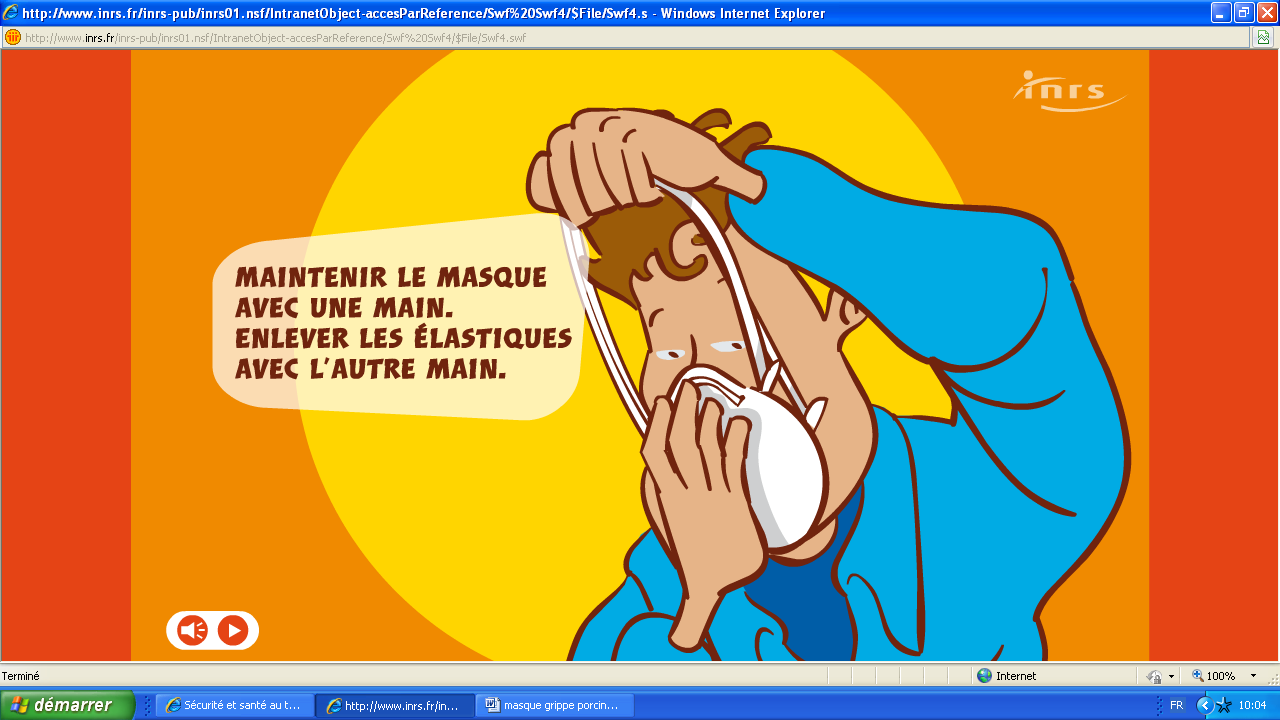 http://www.inrs.fr/inrs-pub/inrs01.nsf/IntranetObject-accesParReference/Swf%20Swf4/$File/Swf4.s - Windows Internet Explorer
http://www.inrs.fr/inrs-pub/inrs01.nsf/IntranetObject-accesParReference/Swf%20Swf4/$File/Swf4.swf
inrs
MAINTENIR LE MASQUE
AVEC UNE MAIN.
ENLEVER LES ÉLASTIQUES
AVEC L'AUTRE MAIN.
Terminé
Internet
100%
démarrer
Sécurité et santé au t...
http://www.inrs.fr/in...
masque grippe porcin...
FR
10:04